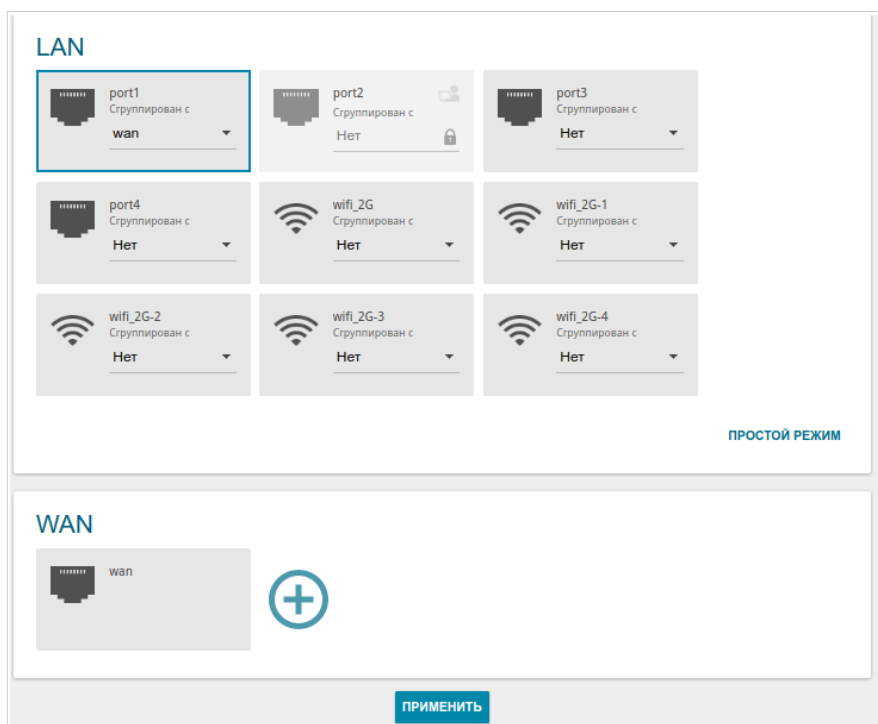 LAN
port1
Сгруппирован с
wan
port2
Сгруппирован с
Нет
port3
Сгруппирован с
Нет
port4
Сгруппирован с
Нет
wifi_2G
Сгруппирован с
Нет
wifi_2G-1
Сгруппирован с
Нет
wifi_2G-2
Сгруппирован с
Нет
wifi_2G-3
Сгруппирован с
Нет
wifi_2G-4
Сгруппирован с
Нет
ПРОСТОЙ РЕЖИМ
WAN
wan
ПРИМЕНИТЬ